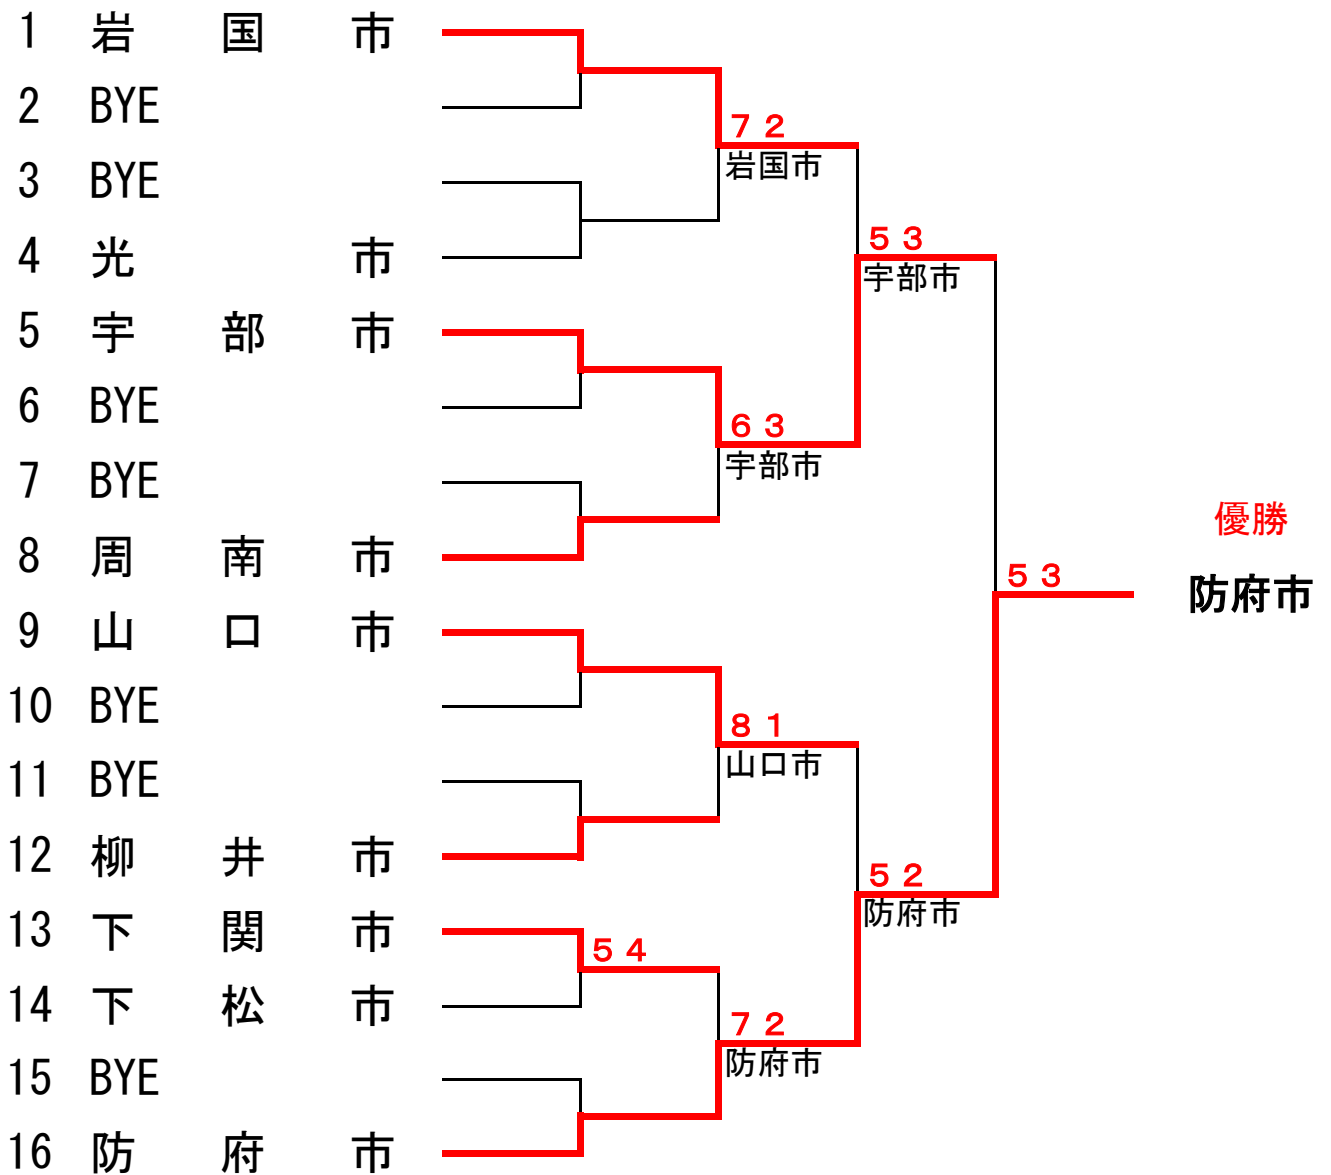 1 岩国市
2 BYE
72
3 BYE
岩国市
4 光市
53
宇部市
5 宇部市
6 BYE
63
宇部市
7 BYE
優勝
8 周南市
53
防府市
9 山口市
10 BYE
81
山口市
11 BYE
12 柳井市
52
防府市
13 下関市
54
14 下松市
72
防府市
15 BYE
16 防府市